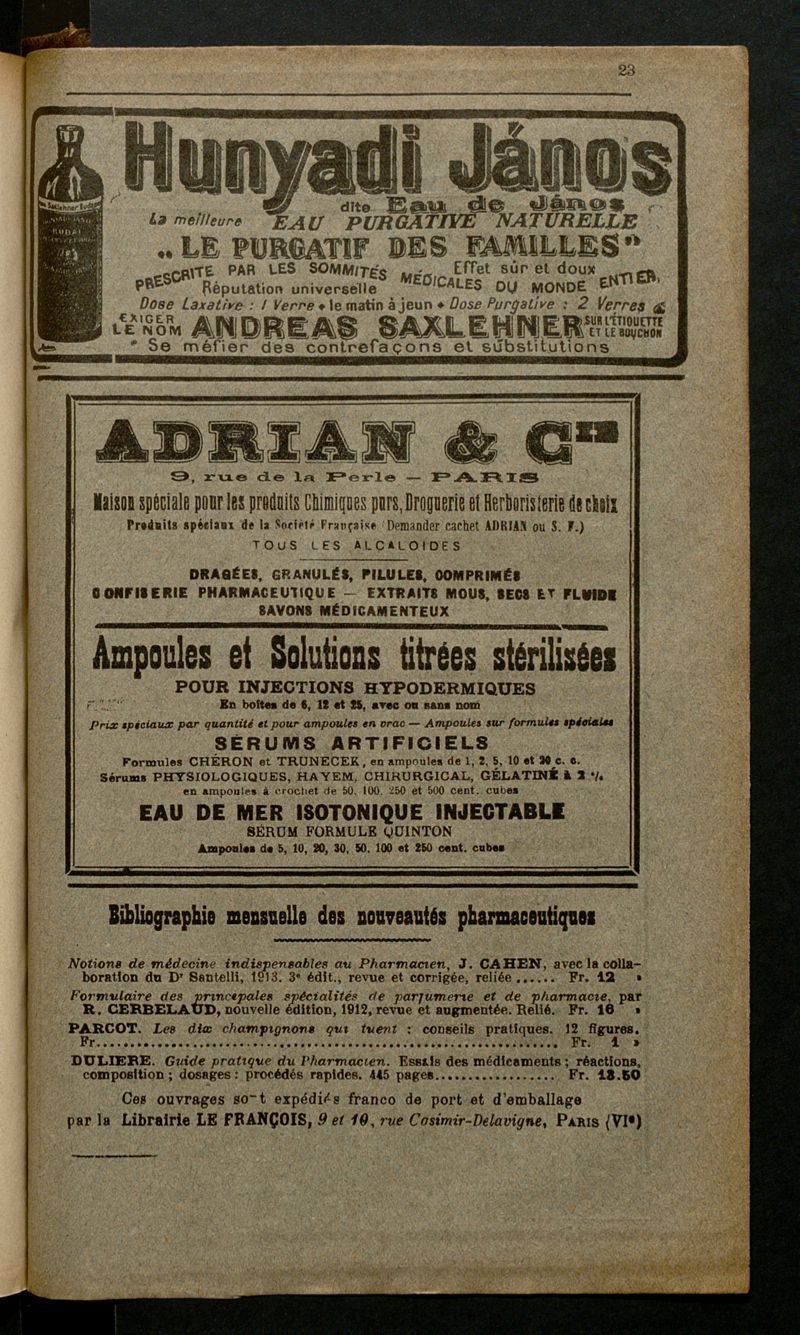 23
Hunyadi János
dite Eau de János
La meilleure EAU PURGATIVE NATURELLE
„ LE PURGATIF DES FAMILLES"
PRESCRITE PAR LES SOMMITÉS MÉDICALES DU MONDE ENTIER,
Effet sûr et doux
Réputation universelle
Dose Laxative : 1 Verre le matin à jeun Dose Purgative : 2 Verres
EXIGER LE NOM ANDREAS SAXLEHNER SUR L'ÉTIQUETTE ET LE BOUCHON
Se méfier des contrefaçons et substitutions
ADRIAN & Cie
9, rue de la Perle — PARIS
Maison spéciale pour les produits Chimiques purs, Droguerie et Herboristerie de choix
Produits spéciaux de la Société Française (Demander cachet ADRIAN ou S. F.)
TOUS LES ALCALOIDES
DRAGÉES, GRANULÉS, PILULES, COMPRIMÉS
CONFISERIE PHARMACEUTIQUE — EXTRAITS MOUS, SECS ET FLUIDE
SAVONS MÉDICAMENTEUX
Ampoules et Solutions titrées stérilisées
POUR INJECTIONS HYPODERMIQUES
En boîtes de 6, 12 et 25, avec ou sans nom
Prix spéciaux par quantité et pour ampoules en vrac — Ampoules sur formules spéciales
SÉRUMS ARTIFICIELS
Formules CHÉRON et TRUNECEK, en ampoules de 1, 2, 5, 10 et 20 c. c.
Sérums PHYSIOLOGIQUES, HAYEM, CHIRURGICAL, GÉLATINÉ à 2 %
en ampoules à crochet de 50, 100, 250 et 500 cent. cubes
EAU DE MER ISOTONIQUE INJECTABLE
SÉRUM FORMULE QUINTON
Ampoules de 5, 10, 20, 30, 50, 100 et 250 cent. cubes
Bibliographie mensuelle des nouveautés pharmaceutiques
Notions de médecine indispensables au Pharmacien, J. CAHEN, avec la colla-
boration du Dr Santelli, 1913. 3e édit., revue et corrigée, reliée...... Fr. 12 »
Formulaire des principales spécialités de parfumerie et de pharmacie, par
R. CERBELAUD, nouvelle édition, 1912, revue et augmentée. Relié. Fr. 16 »
PARCOT. Les dix champignons qui tuent : conseils pratiques. 12 figures.
Fr........................................................ Fr. 1 »
DULIERE. Guide pratique du Pharmacien. Essais des médicaments ; réactions,
composition ; dosages : procédés rapides. 445 pages.................. Fr. 13.50
Ces ouvrages so-t expédiés franco de port et d'emballage
par la Librairie LE FRANÇOIS, 9 et 10, rue Casimir-Delavigne, PARIS (VIe)